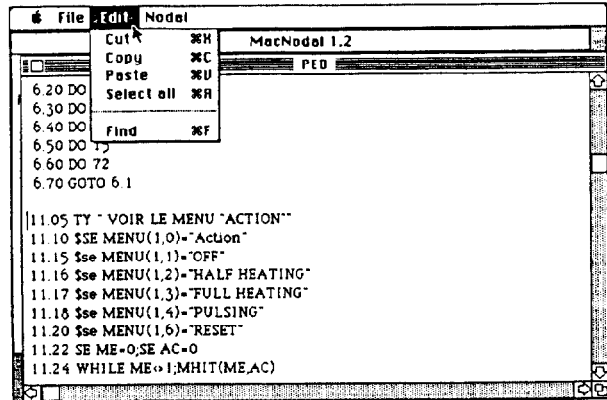 File Edit Nodal
MacNodal 1.2
Cut ⌘X
Copy ⌘C
Paste ⌘V
Select all ⌘A
Find ⌘F
PED
6.20 DO
6.30 DO
6.40 DO
6.50 DO 15
6.60 DO 72
6.70 GOTO 6.1
11.05 TY " VOIR LE MENU "ACTION""
11.10 $SE MENU(1,0)="Action"
11.15 $se MENU(1,1)="OFF"
11.16 $se MENU(1,2)="HALF HEATING"
11.17 $se MENU(1,3)="FULL HEATING"
11.18 $se MENU(1,4)="PULSING"
11.20 $se MENU(1,6)="RESET"
11.22 SE ME=0;SE AC=0
11.24 WHILE ME<>1;MHIT(ME,AC)